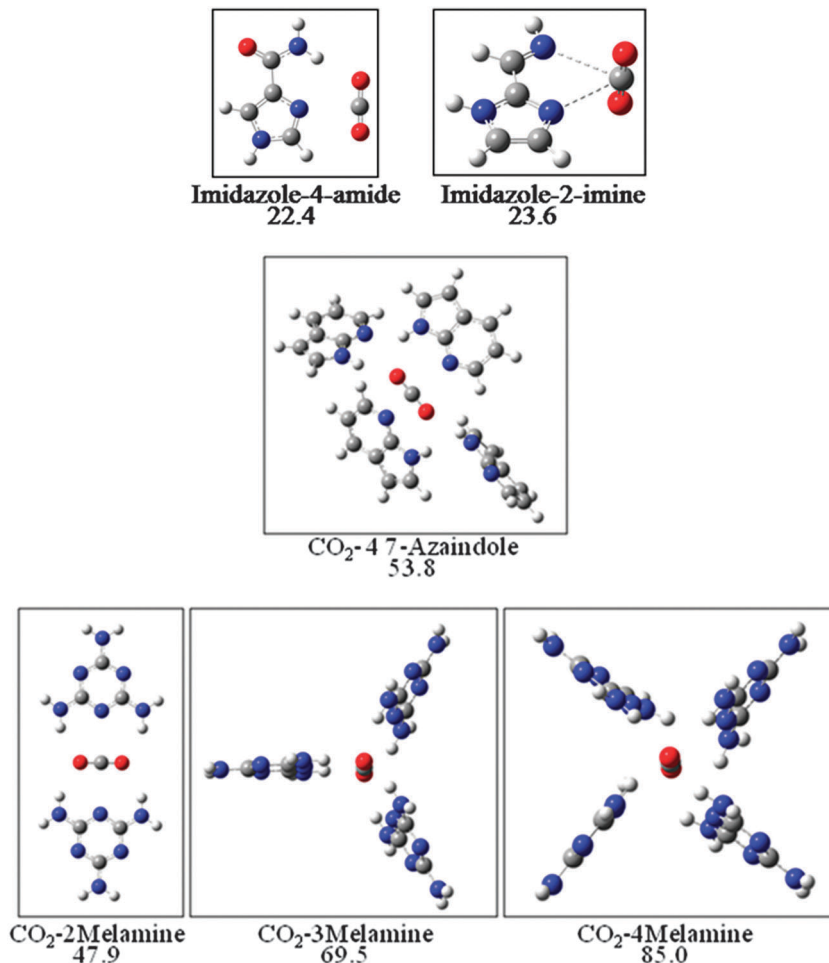 Imidazole-4-amide
22.4
Imidazole-2-imine
23.6
CO₂-4 7-Azaindole
53.8
CO₂-2Melamine
47.9
CO₂-3Melamine
69.5
CO₂-4Melamine
85.0